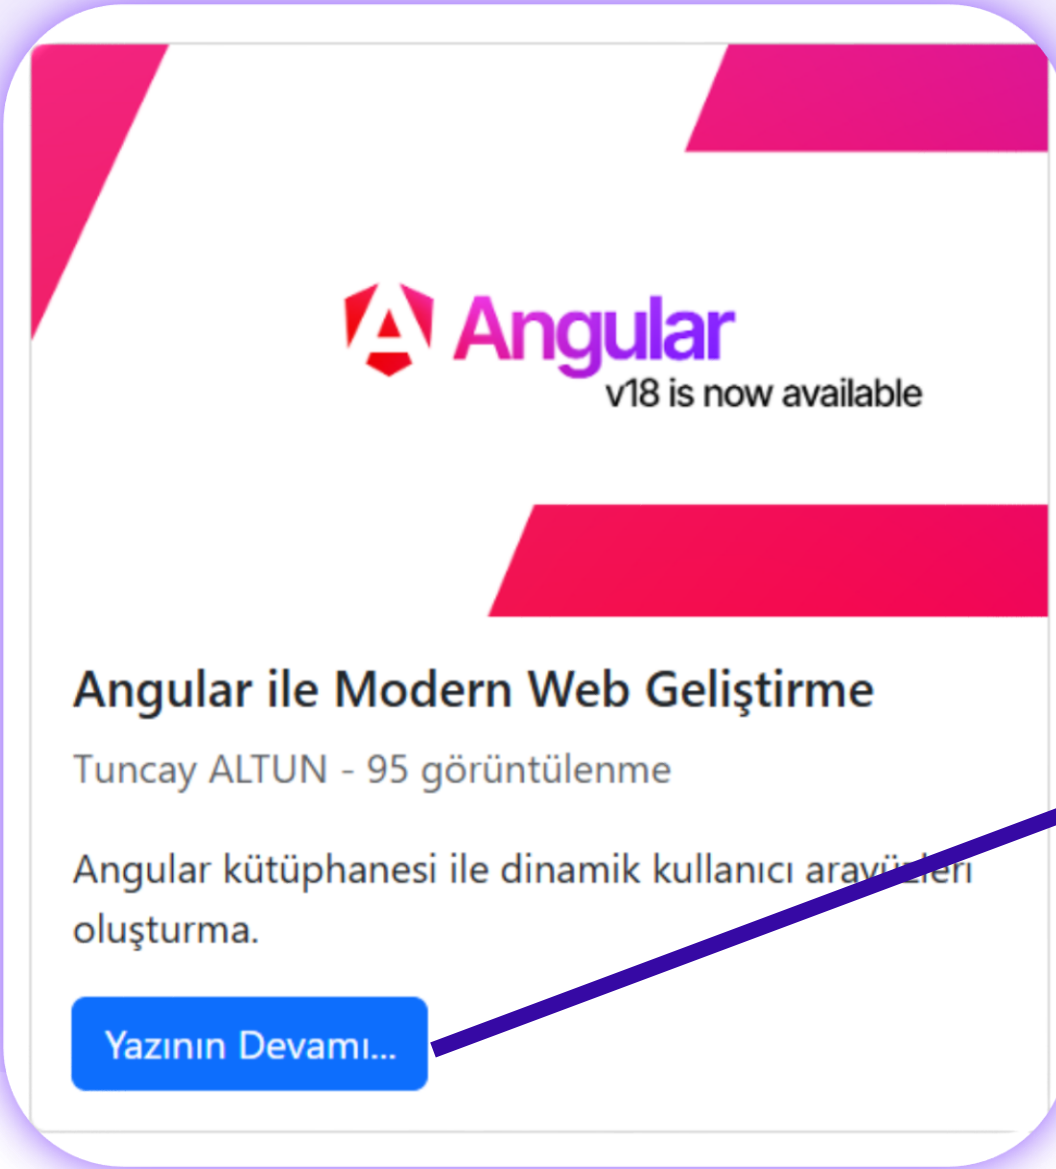 Angular
v18 is now available
Angular ile Modern Web Geliştirme
Tuncay ALTUN - 95 görüntülenme
Angular kütüphanesi ile dinamik kullanıcı arayüzleri
oluşturma.
Yazının Devamı...